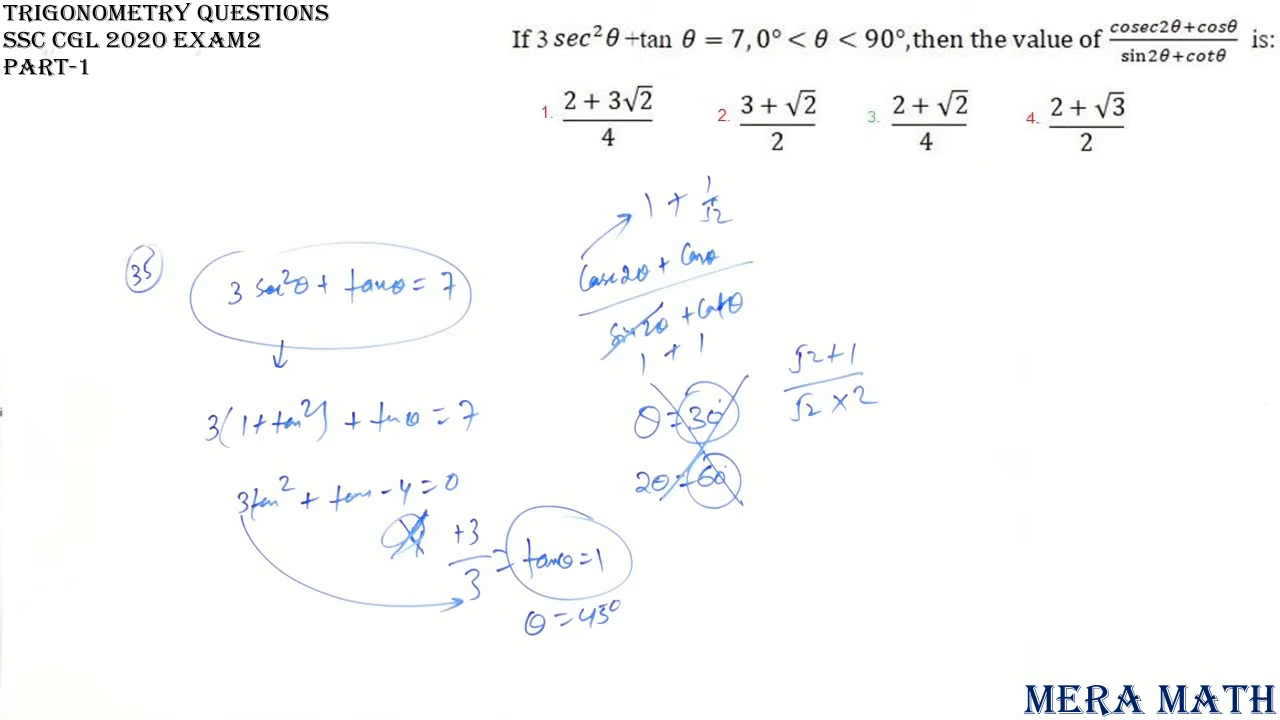 TRIGONOMETRY QUESTIONS
SSC CGL 2020 EXAM2
PART-1
If 3 sec²θ +tan θ = 7, 0° < θ < 90°, then the value of (cosec2θ+cosθ)/(sin2θ+cotθ) is:
1. (2 + 3√2)/4 2. (3 + √2)/2 3. (2 + √2)/4 4. (2 + √3)/2
35
3 sec²θ + tanθ = 7
3(1+tan²) + tanθ = 7
3tan² + tan - 4 = 0
+3/3 = tanθ = 1
θ = 45°
1 + 1/√2
Cosec2θ + Cosθ
Sin2θ + Cotθ
1 + 1
θ = 30°
2θ = 60°
√2+1
√2 × 2
MERA MATH